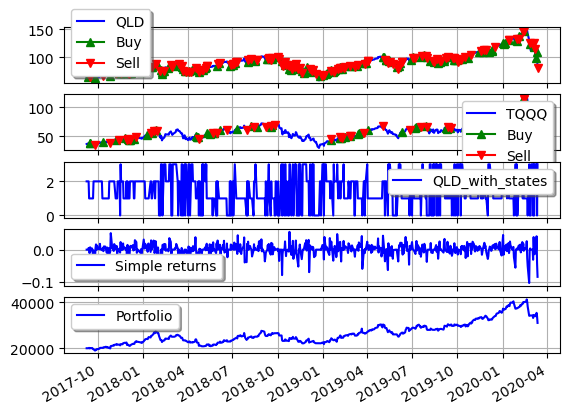 150
100
QLD
Buy
Sell
100
50
TQQQ
Buy
Sell
2
0
QLD_with_states
0.0
−0.1
Simple returns
40000
20000
Portfolio
2017-10
2018-01
2018-04
2018-07
2018-10
2019-01
2019-04
2019-07
2019-10
2020-01
2020-04